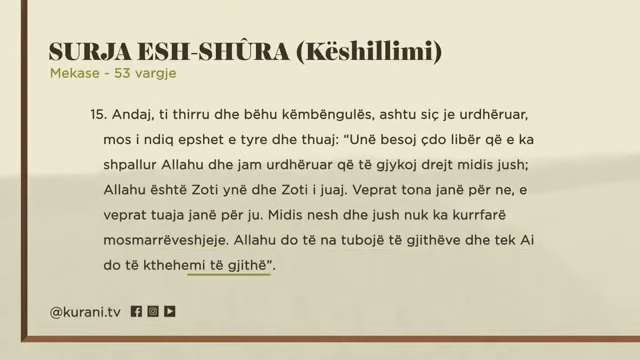 SURJA ESH-SHÛRA (Këshillimi)
Mekase - 53 vargje
15. Andaj, ti thirru dhe bëhu këmbëngulës, ashtu siç je urdhëruar,
mos i ndiq epshet e tyre dhe thuaj: “Unë besoj çdo libër që e ka
shpallur Allahu dhe jam urdhëruar që të gjykoj drejt midis jush;
Allahu është Zoti ynë dhe Zoti i juaj. Veprat tona janë për ne, e
veprat tuaja janë për ju. Midis nesh dhe jush nuk ka kurrfarë
mosmarrëveshjeje. Allahu do të na tubojë të gjithëve dhe tek Ai
do të kthehemi të gjithë”.
@kurani.tv